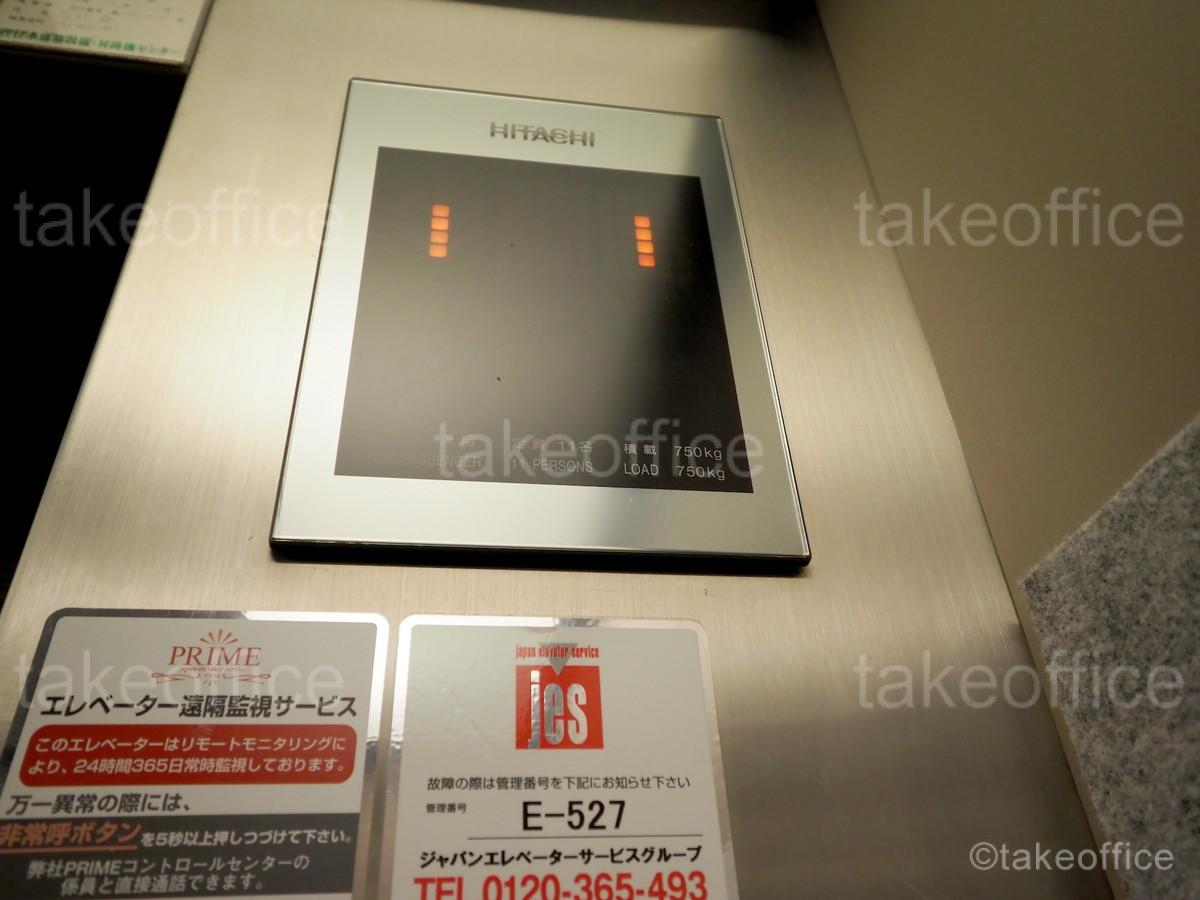 HITACHI
takeoffice
takeoffice
takeoffice
用 定員 11名 積載 750kg
PASSENGER 11 PERSONS LOAD 750kg
PRIME
japan elevator service
エレベーター遠隔監視サービス
このエレベーターはリモートモニタリングに
より、24時間365日常時監視しております。
万一異常の際には、
非常呼ボタンを5秒以上押しつづけて下さい。
弊社PRIMEコントロールセンターの
係員と直接通話できます。
japan elevator service
jes
故障の際は管理番号を下記にお知らせ下さい
管理番号
E-527
ジャパンエレベーターサービスグループ
TEL 0120-365-493
takeoffice
takeoffice
©takeoffice